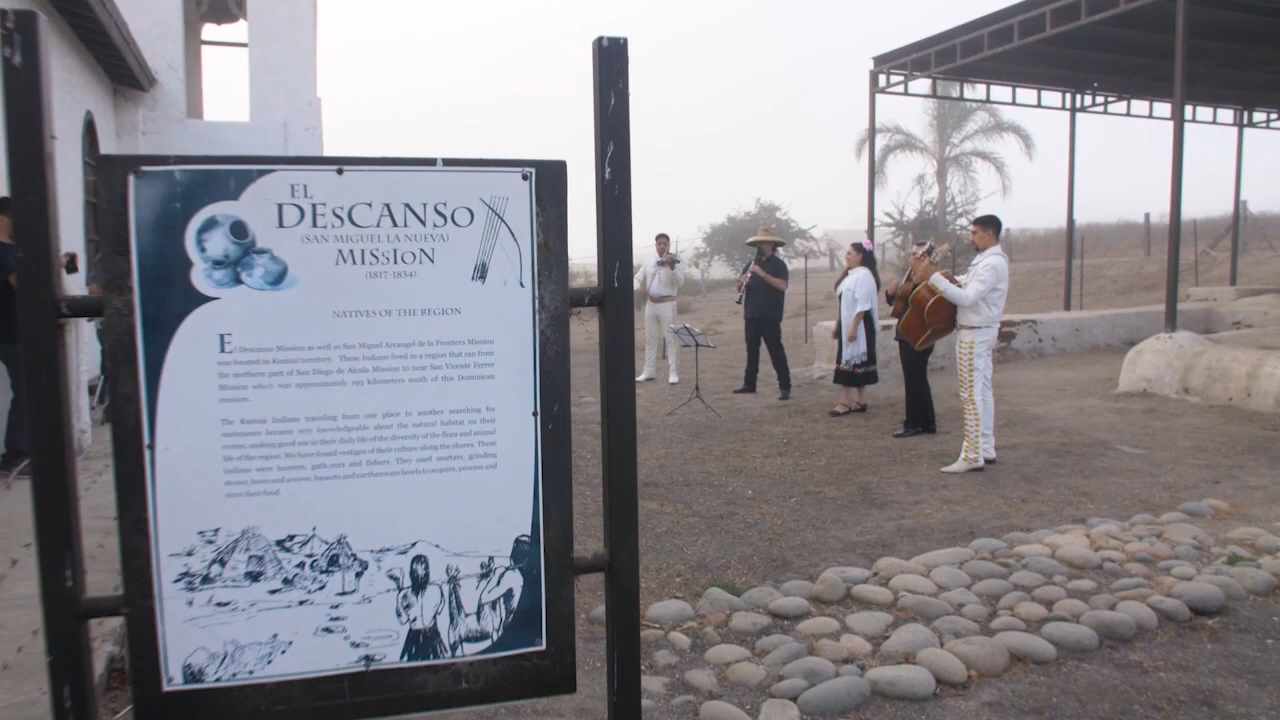 EL
DESCANSO
(SAN MIGUEL LA NUEVA)
MISSION
(1817-1834)
NATIVES OF THE REGION
El Descanso Mission as well as San Miguel Arcangel de la Frontera Mission
was located in Kumiai territory. These Indians lived in a region that ran from
the northern part of San Diego de Alcala Mission to near San Vicente Ferrer
Mission which was approximately 193 kilometers south of this Dominican
mission.
The Kumiai Indians traveling from one place to another searching for
sustenance became very knowledgeable about the natural habitat on their
routes, making good use in their daily life of the diversity of the flora and animal
life of the region. We have found vestiges of their culture along the shores. These
Indians were hunters, gatherers and fishers. They used mortars, grinding
stones, bows and arrows, baskets and earthenware bowls to acquire, process and
store their food.